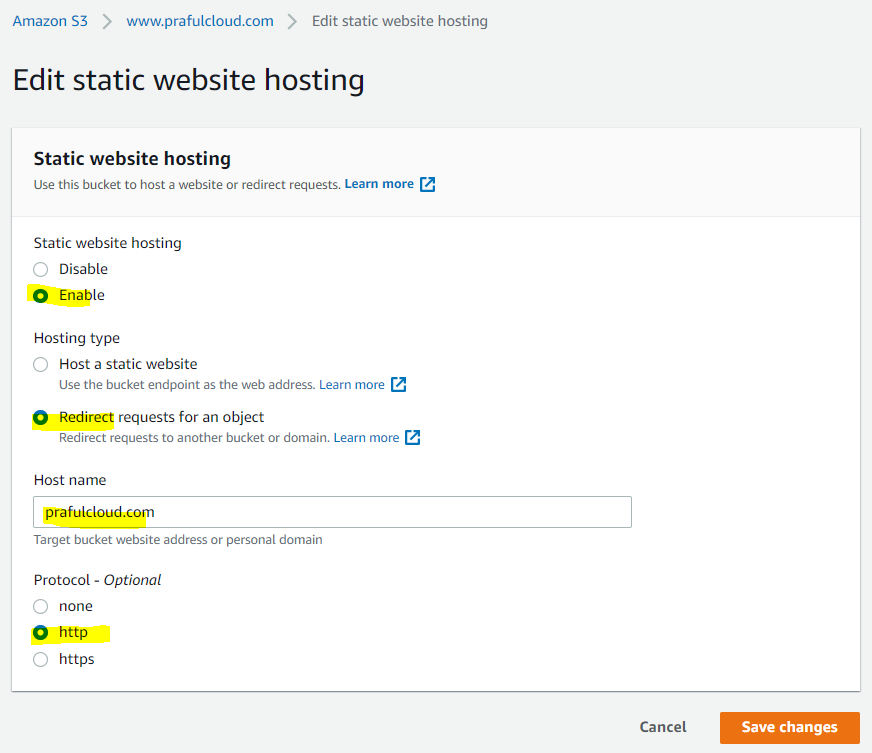 Amazon S3 > www.prafulcloud.com > Edit static website hosting
Edit static website hosting
Static website hosting
Use this bucket to host a website or redirect requests. Learn more
Static website hosting
Disable
Enable
Hosting type
Host a static website
Use the bucket endpoint as the web address. Learn more
Redirect requests for an object
Redirect requests to another bucket or domain. Learn more
Host name
prafulcloud.com
Target bucket website address or personal domain
Protocol - Optional
none
http
https
Cancel Save changes